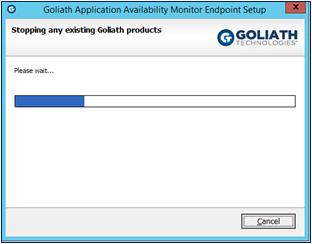 Goliath Application Availability Monitor Endpoint Setup
x
Stopping any existing Goliath products
GOLIATH
TECHNOLOGIES
Please wait...
Cancel